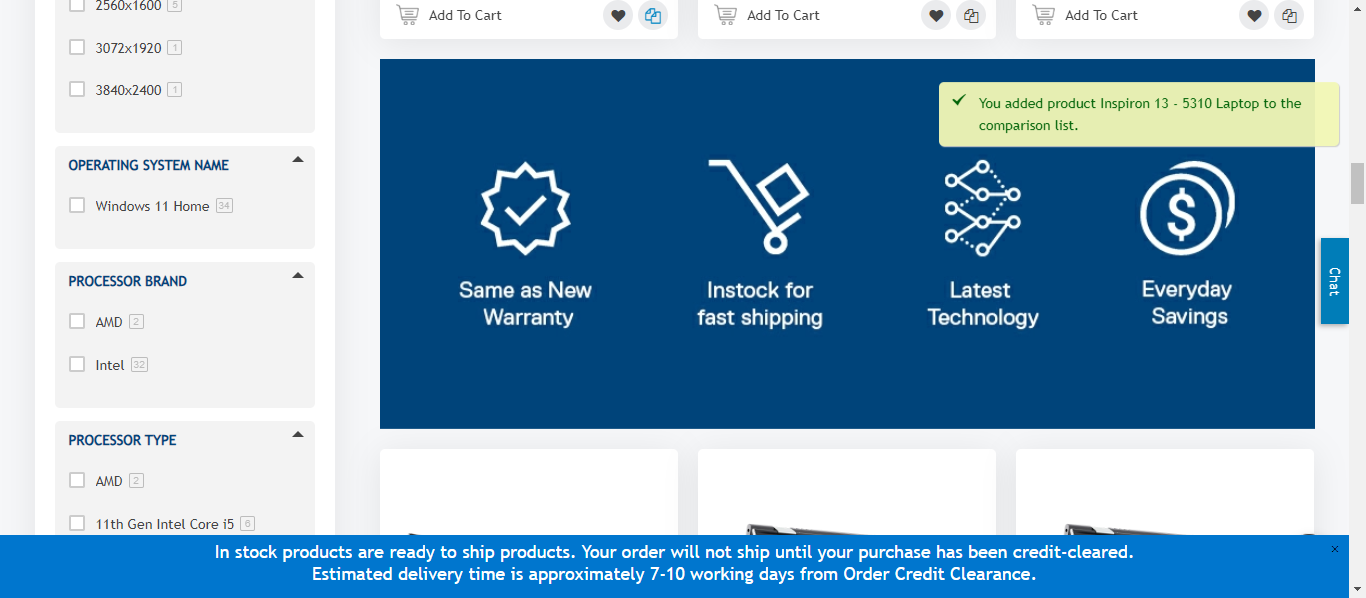 2560x1600 5
3072x1920 1
3840x2400 1
OPERATING SYSTEM NAME
Windows 11 Home 34
PROCESSOR BRAND
AMD 2
Intel 32
PROCESSOR TYPE
AMD 2
11th Gen Intel Core i5 6
Add To Cart
Add To Cart
Add To Cart
You added product Inspiron 13 - 5310 Laptop to the
comparison list.
Same as New
Warranty
Instock for
fast shipping
Latest
Technology
Everyday
Savings
Chat
In stock products are ready to ship products. Your order will not ship until your purchase has been credit-cleared.
Estimated delivery time is approximately 7-10 working days from Order Credit Clearance.